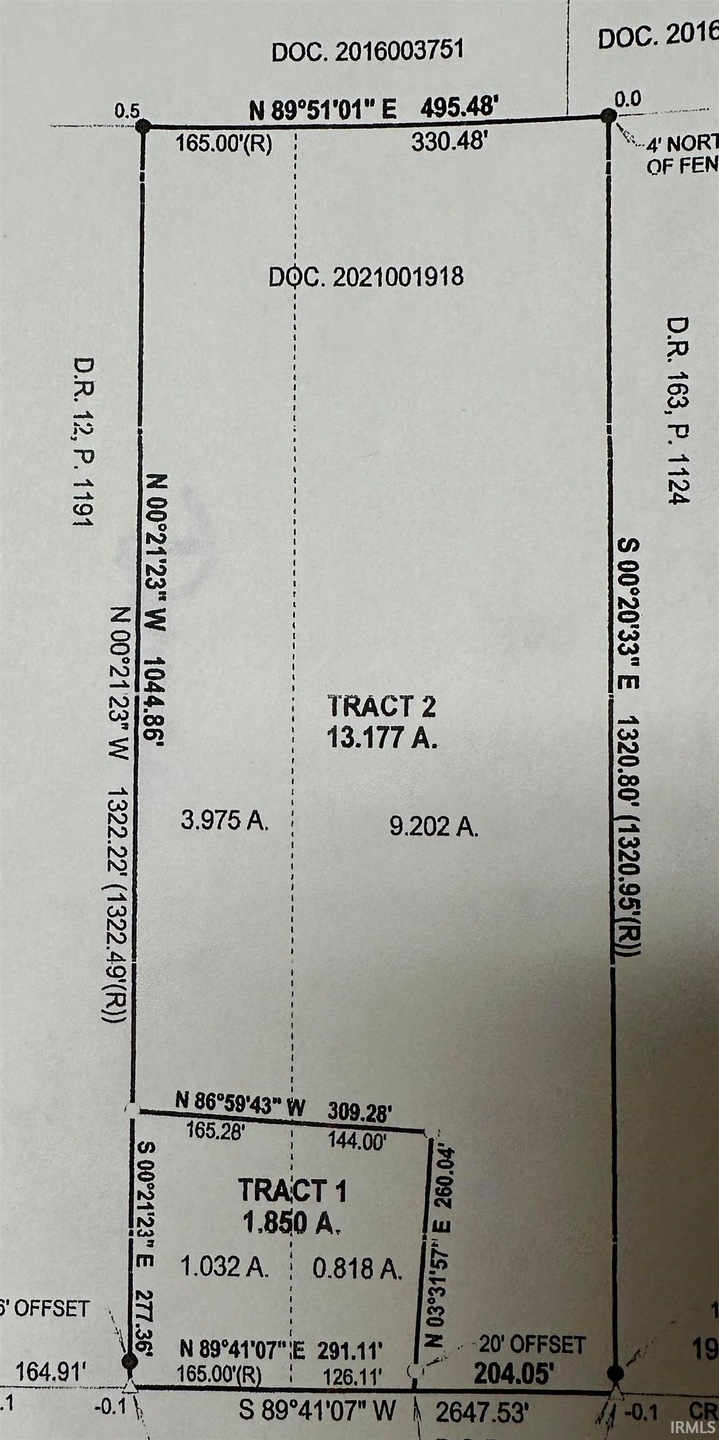 DOC. 2016003751
DOC. 2016
0.5
N 89°51'01" E 495.48'
0.0
165.00'(R)
330.48'
4' NORT
OF FEN
DOC. 2021001918
D.R. 12, P. 1191
D.R. 163, P. 1124
N 00°21'23" W 1044.86'
N 00°21'23" W 1322.22' (1322.49'(R))
S 00°20'33" E 1320.80' (1320.95'(R))
TRACT 2
13.177 A.
3.975 A.
9.202 A.
N 86°59'43" W 309.28'
165.28'
144.00'
S 00°21'23" E 277.36'
TRACT 1
1.850 A.
1.032 A.
0.818 A.
N 03°31'57" E 260.04'
' OFFSET
N 89°41'07" E 291.11'
20' OFFSET
19
164.91'
165.00'(R)
126.11'
204.05'
.1
-0.1
S 89°41'07" W 2647.53'
-0.1
CR
IRMLS